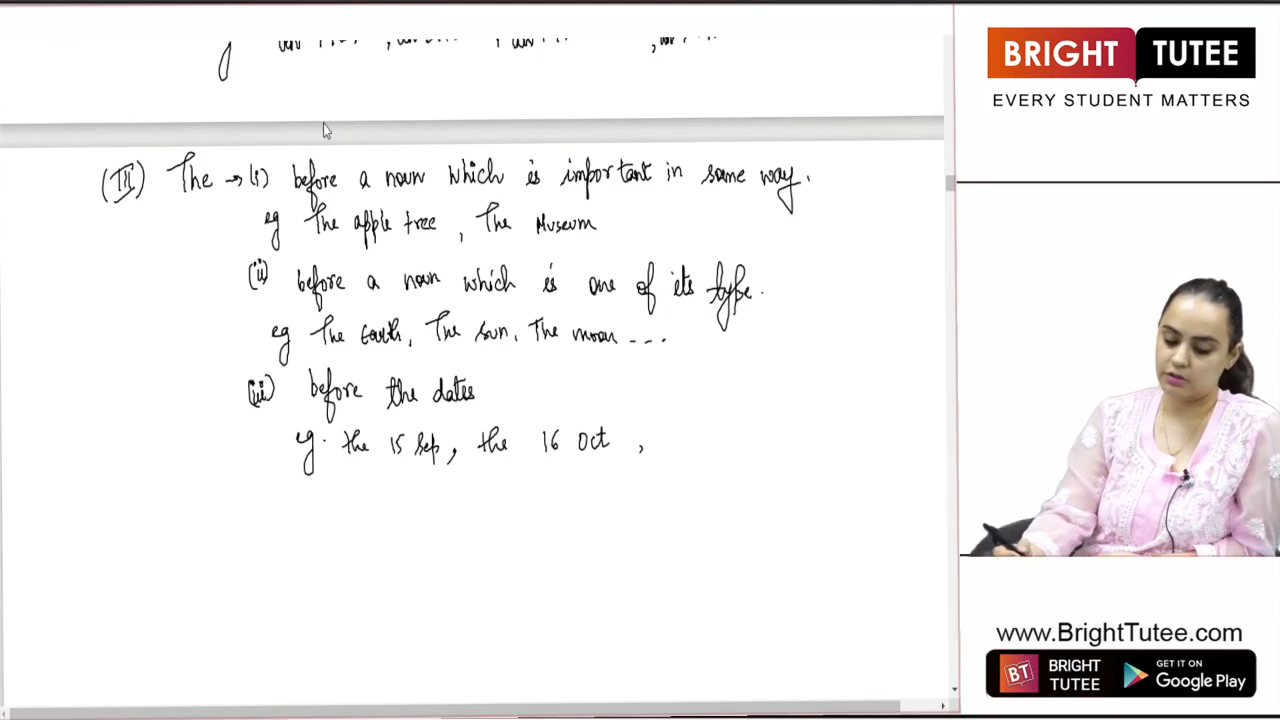 (III) The → (i) before a noun which is important in some way.
eg The apple tree, The Museum
(ii) before a noun which is one of its type.
eg The Earth, The sun, The moon ---
(iii) before the dates
eg. the 15 Sep, the 16 Oct ,
BRIGHT TUTEE
EVERY STUDENT MATTERS
www.BrightTutee.com
BT BRIGHT TUTEE
GET IT ON Google Play